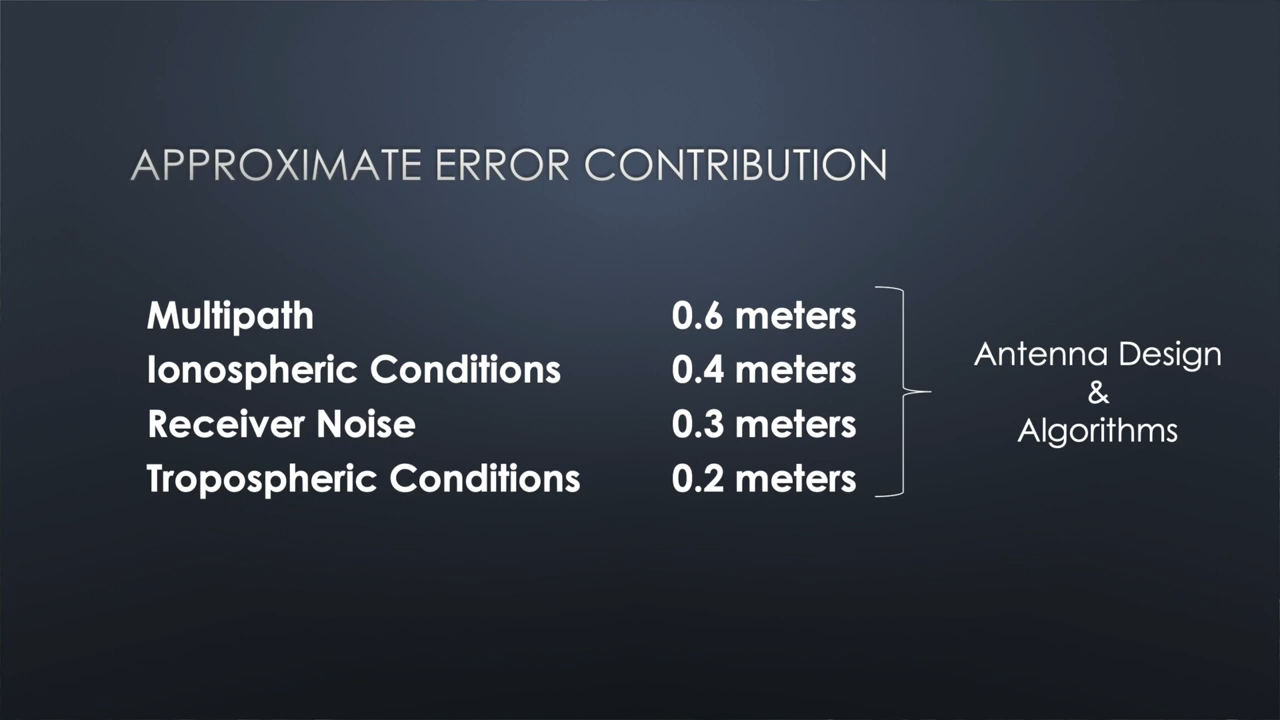 APPROXIMATE ERROR CONTRIBUTION
Multipath 0.6 meters
Ionospheric Conditions 0.4 meters
Receiver Noise 0.3 meters
Tropospheric Conditions 0.2 meters
Antenna Design
&
Algorithms